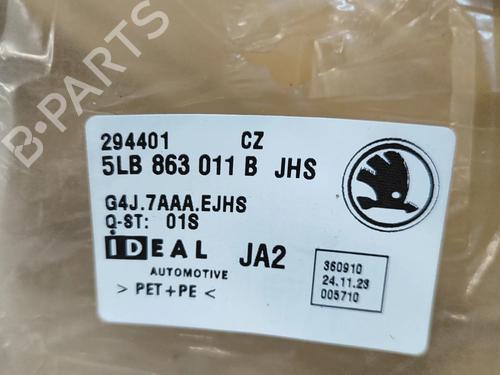 B-PARTS
294401 CZ
5LB 863 011 B JHS
G4J.7AAA.EJHS
Q-ST: 01S
IDEAL JA2
AUTOMOTIVE
> PET+PE <
360910
24.11.23
005710